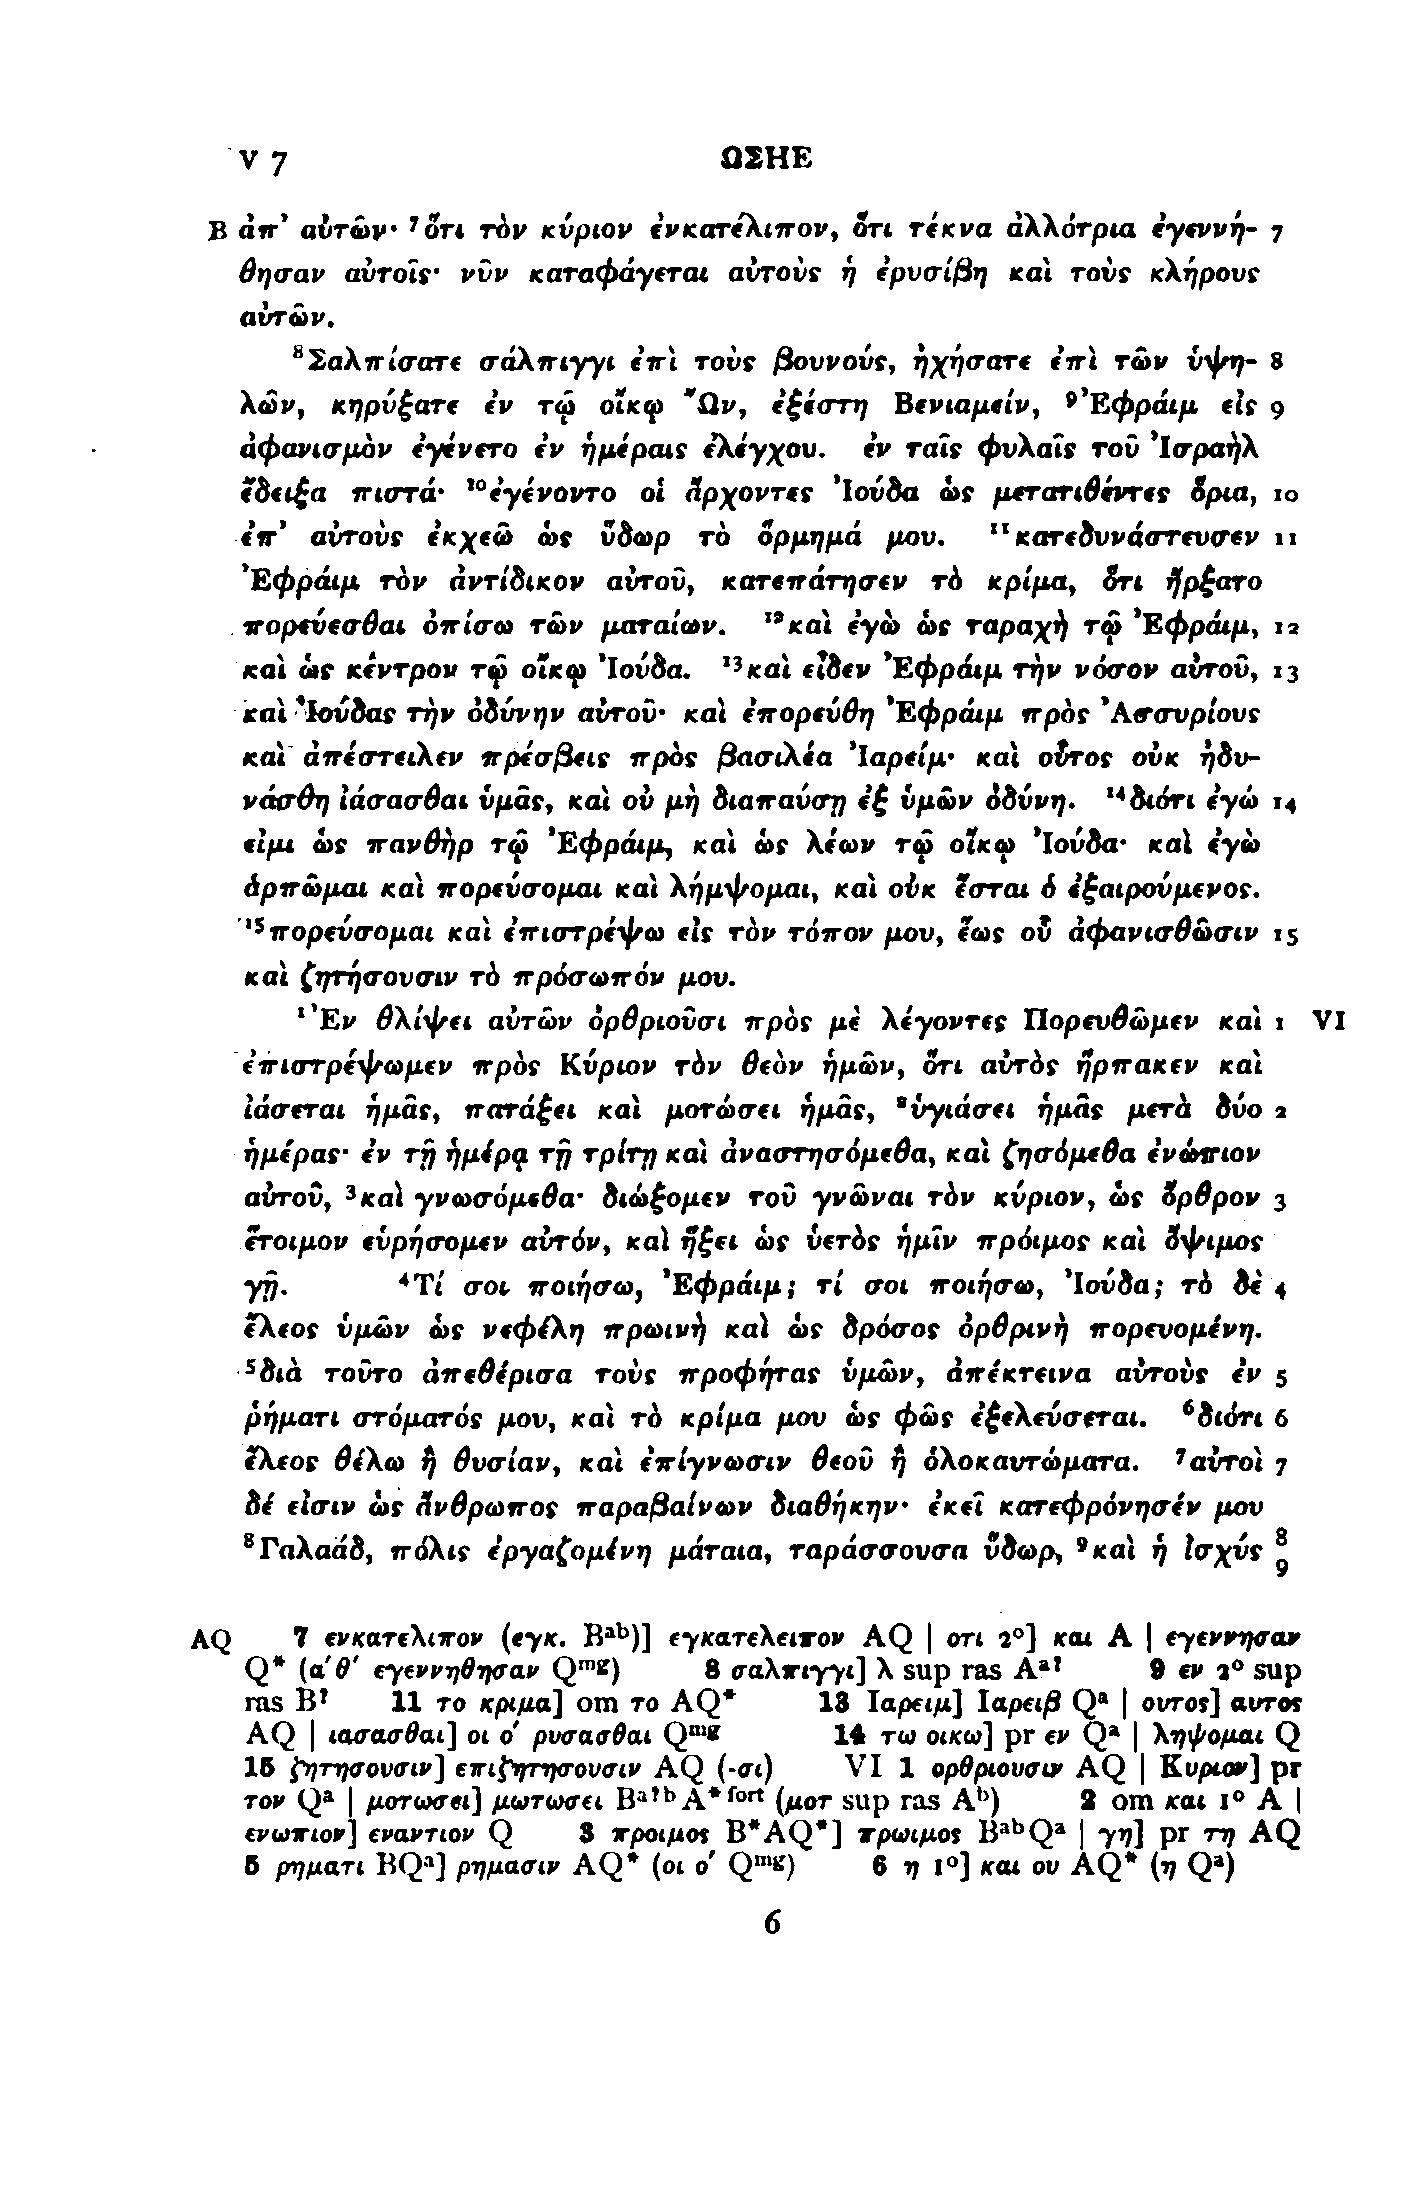 V 7 ΩΣΗΕ
B ἀπ᾽ αὐτῶν· ⁷ὅτι τὸν κύριον ἐνκατέλιπον, ὅτι τέκνα ἀλλότρια ἐγεννή- 7
θησαν αὐτοῖς· νῦν καταφάγεται αὐτοὺς ἡ ἐρυσίβη καὶ τοὺς κλήρους
αὐτῶν.
⁸Σαλπίσατε σάλπιγγι ἐπὶ τοὺς βουνούς, ἠχήσατε ἐπὶ τῶν ὑψη- 8
λῶν, κηρύξατε ἐν τῷ οἴκῳ Ὤν, ἐξέστη Βενιαμείν, ⁹Ἐφράιμ εἰς 9
ἀφανισμὸν ἐγένετο ἐν ἡμέραις ἐλέγχου. ἐν ταῖς φυλαῖς τοῦ Ἰσραὴλ
ἔδειξα πιστά· ¹⁰ἐγένοντο οἱ ἄρχοντες Ἰούδα ὡς μετατιθέντες ὅρια, 10
ἐπ᾽ αὐτοὺς ἐκχεῶ ὡς ὕδωρ τὸ ὅρμημά μου. ¹¹κατεδυνάστευσεν 11
Ἐφράιμ τὸν ἀντίδικον αὐτοῦ, κατεπάτησεν τὸ κρίμα, ὅτι ἤρξατο
πορεύεσθαι ὀπίσω τῶν ματαίων. ¹²καὶ ἐγὼ ὡς ταραχὴ τῷ Ἐφράιμ, 12
καὶ ὡς κέντρον τῷ οἴκῳ Ἰούδα. ¹³καὶ εἶδεν Ἐφράιμ τὴν νόσον αὐτοῦ, 13
καὶ Ἰούδας τὴν ὀδύνην αὐτοῦ· καὶ ἐπορεύθη Ἐφράιμ πρὸς Ἀσσυρίους
καὶ ἀπέστειλεν πρέσβεις πρὸς βασιλέα Ἰαρείμ· καὶ οὗτος οὐκ ἠδυ-
νάσθη ἰάσασθαι ὑμᾶς, καὶ οὐ μὴ διαπαύσῃ ἐξ ὑμῶν ὀδύνη. ¹⁴διότι ἐγώ 14
εἰμι ὡς πανθὴρ τῷ Ἐφράιμ, καὶ ὡς λέων τῷ οἴκῳ Ἰούδα· καὶ ἐγὼ
ἁρπῶμαι καὶ πορεύσομαι καὶ λήμψομαι, καὶ οὐκ ἔσται ὁ ἐξαιρούμενος.
¹⁵πορεύσομαι καὶ ἐπιστρέψω εἰς τὸν τόπον μου, ἕως οὗ ἀφανισθῶσιν 15
καὶ ζητήσουσιν τὸ πρόσωπόν μου.
¹Ἐν θλίψει αὐτῶν ὀρθριοῦσι πρὸς μὲ λέγοντες Πορευθῶμεν καὶ 1 VI
ἐπιστρέψωμεν πρὸς Κύριον τὸν θεὸν ἡμῶν, ὅτι αὐτὸς ἥρπακεν καὶ
ἰάσεται ἡμᾶς, πατάξει καὶ μοτώσει ἡμᾶς, ²ὑγιάσει ἡμᾶς μετὰ δύο 2
ἡμέρας· ἐν τῇ ἡμέρᾳ τῇ τρίτῃ καὶ ἀναστησόμεθα, καὶ ζησόμεθα ἐνώπιον
αὐτοῦ, ³καὶ γνωσόμεθα· διώξομεν τοῦ γνῶναι τὸν κύριον, ὡς ὄρθρον 3
ἕτοιμον εὑρήσομεν αὐτόν, καὶ ἥξει ὡς ὑετὸς ἡμῖν πρόιμος καὶ ὄψιμος
γῇ. ⁴Τί σοι ποιήσω, Ἐφράιμ; τί σοι ποιήσω, Ἰούδα; τὸ δὲ 4
ἔλεος ὑμῶν ὡς νεφέλη πρωινὴ καὶ ὡς δρόσος ὀρθρινὴ πορευομένη.
⁵διὰ τοῦτο ἀπεθέρισα τοὺς προφήτας ὑμῶν, ἀπέκτεινα αὐτοὺς ἐν 5
ῥήματι στόματός μου, καὶ τὸ κρίμα μου ὡς φῶς ἐξελεύσεται. ⁶διότι 6
ἔλεος θέλω ἢ θυσίαν, καὶ ἐπίγνωσιν θεοῦ ἢ ὁλοκαυτώματα. ⁷αὐτοὶ 7
δέ εἰσιν ὡς ἄνθρωπος παραβαίνων διαθήκην· ἐκεῖ κατεφρόνησέν μου
⁸Γαλαάδ, πόλις ἐργαζομένη μάταια, ταράσσουσα ὕδωρ, ⁹καὶ ἡ ἰσχύς 8 9
AQ 7 ενκατελιπον (εγκ. Bᵃᵇ)] εγκατελειπον AQ | οτι 2°] και A | εγεννησαν
Q* (α΄ θ΄ εγεννηθησαν Qᵐᵍ) 8 σαλπιγγι] λ sup ras Aᵃ? 9 εν 2° sup
ras B? 11 το κριμα] om το AQ* 13 Ιαρειμ] Ιαρειβ Qᵃ | ουτος] αυτος
AQ | ιασασθαι] οι ο΄ ρυσασθαι Qᵐᵍ 14 τω οικω] pr εν Qᵃ | ληψομαι Q
15 ζητησουσιν] επιζητησουσιν AQ (-σι) VI 1 ορθριουσιν AQ | Κυριον] pr
τον Qᵃ | μοτωσει] μωτωσει Bᵃ?ᵇ A*ᶠᵒʳᵗ (μοτ sup ras Aᵇ) 2 om και 1° A |
ενωπιον] εναντιον Q 3 προιμος B*AQ*] πρωιμος BᵃᵇQᵃ | γη] pr τη AQ
5 ρηματι BQᵃ] ρημασιν AQ* (οι ο΄ Qᵐᵍ) 6 η 1°] και ου AQ* (η Qᵃ)
6